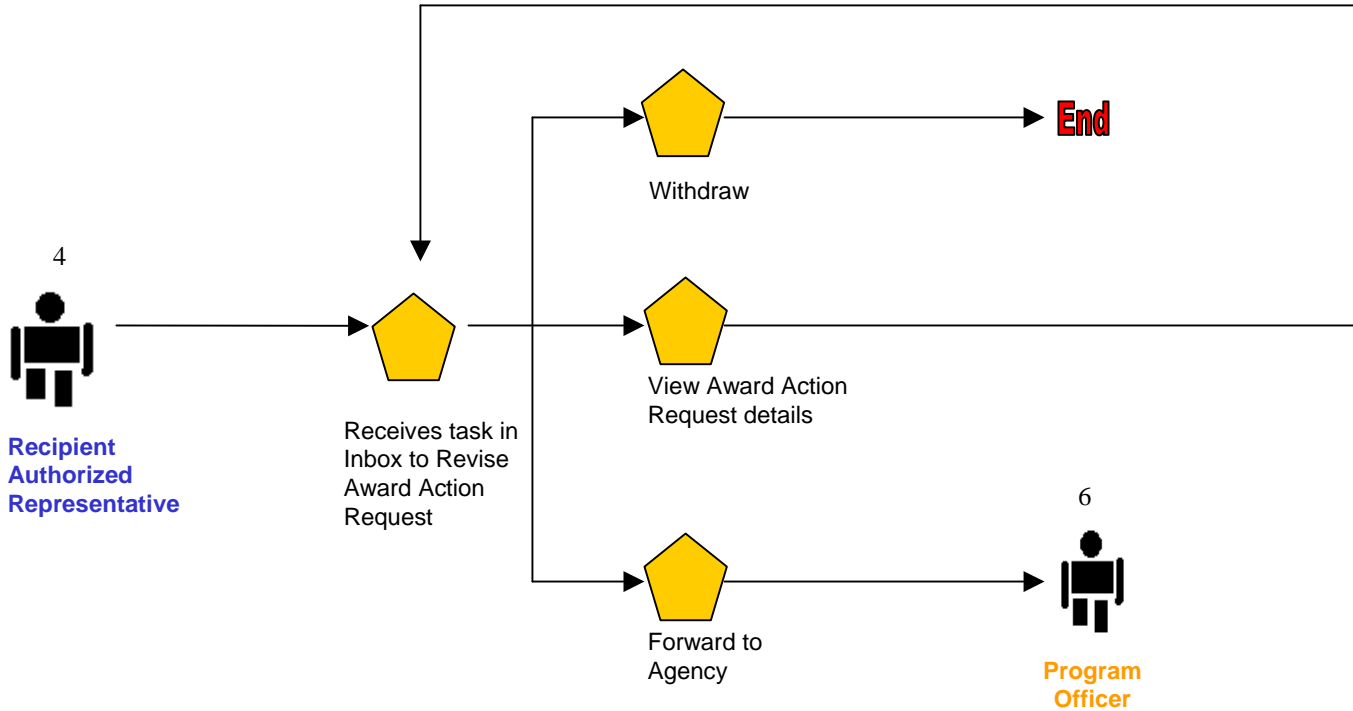 End
Withdraw
4
Recipient
Authorized
Representative
Receives task in
Inbox to Revise
Award Action
Request
View Award Action
Request details
Forward to
Agency
6
Program
Officer